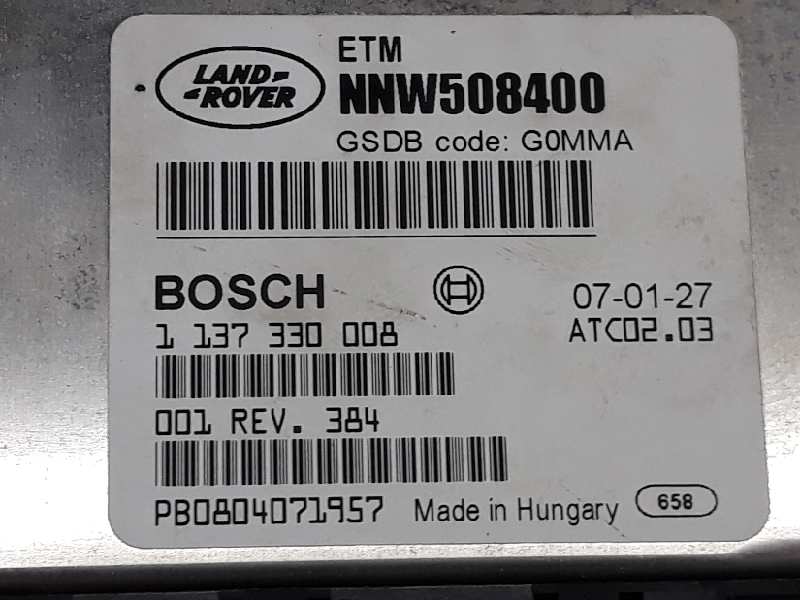 LAND-
-ROVER
ETM
NNW508400
GSDB code: G0MMA
BOSCH
07-01-27
1 137 330 008
ATC02.03
001 REV. 384
PB0804071957
Made in Hungary
658